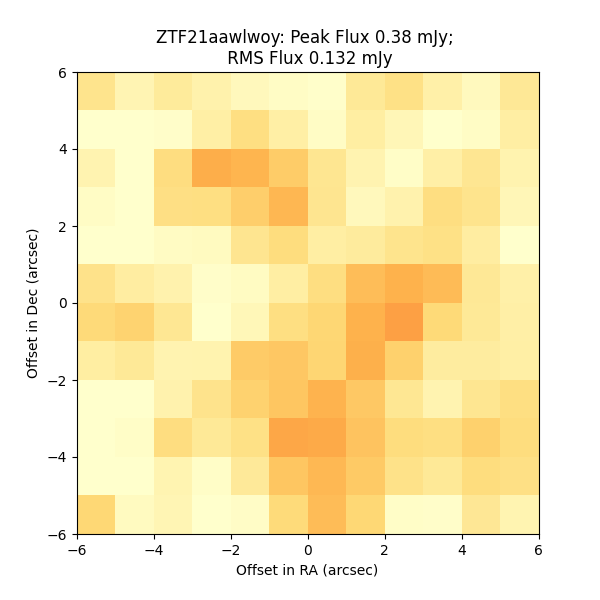 ZTF21aawlwoy: Peak Flux 0.38 mJy;
RMS Flux 0.132 mJy
6
4
2
0
−2
−4
−6
Offset in Dec (arcsec)
−6 −4 −2 0 2 4 6
Offset in RA (arcsec)